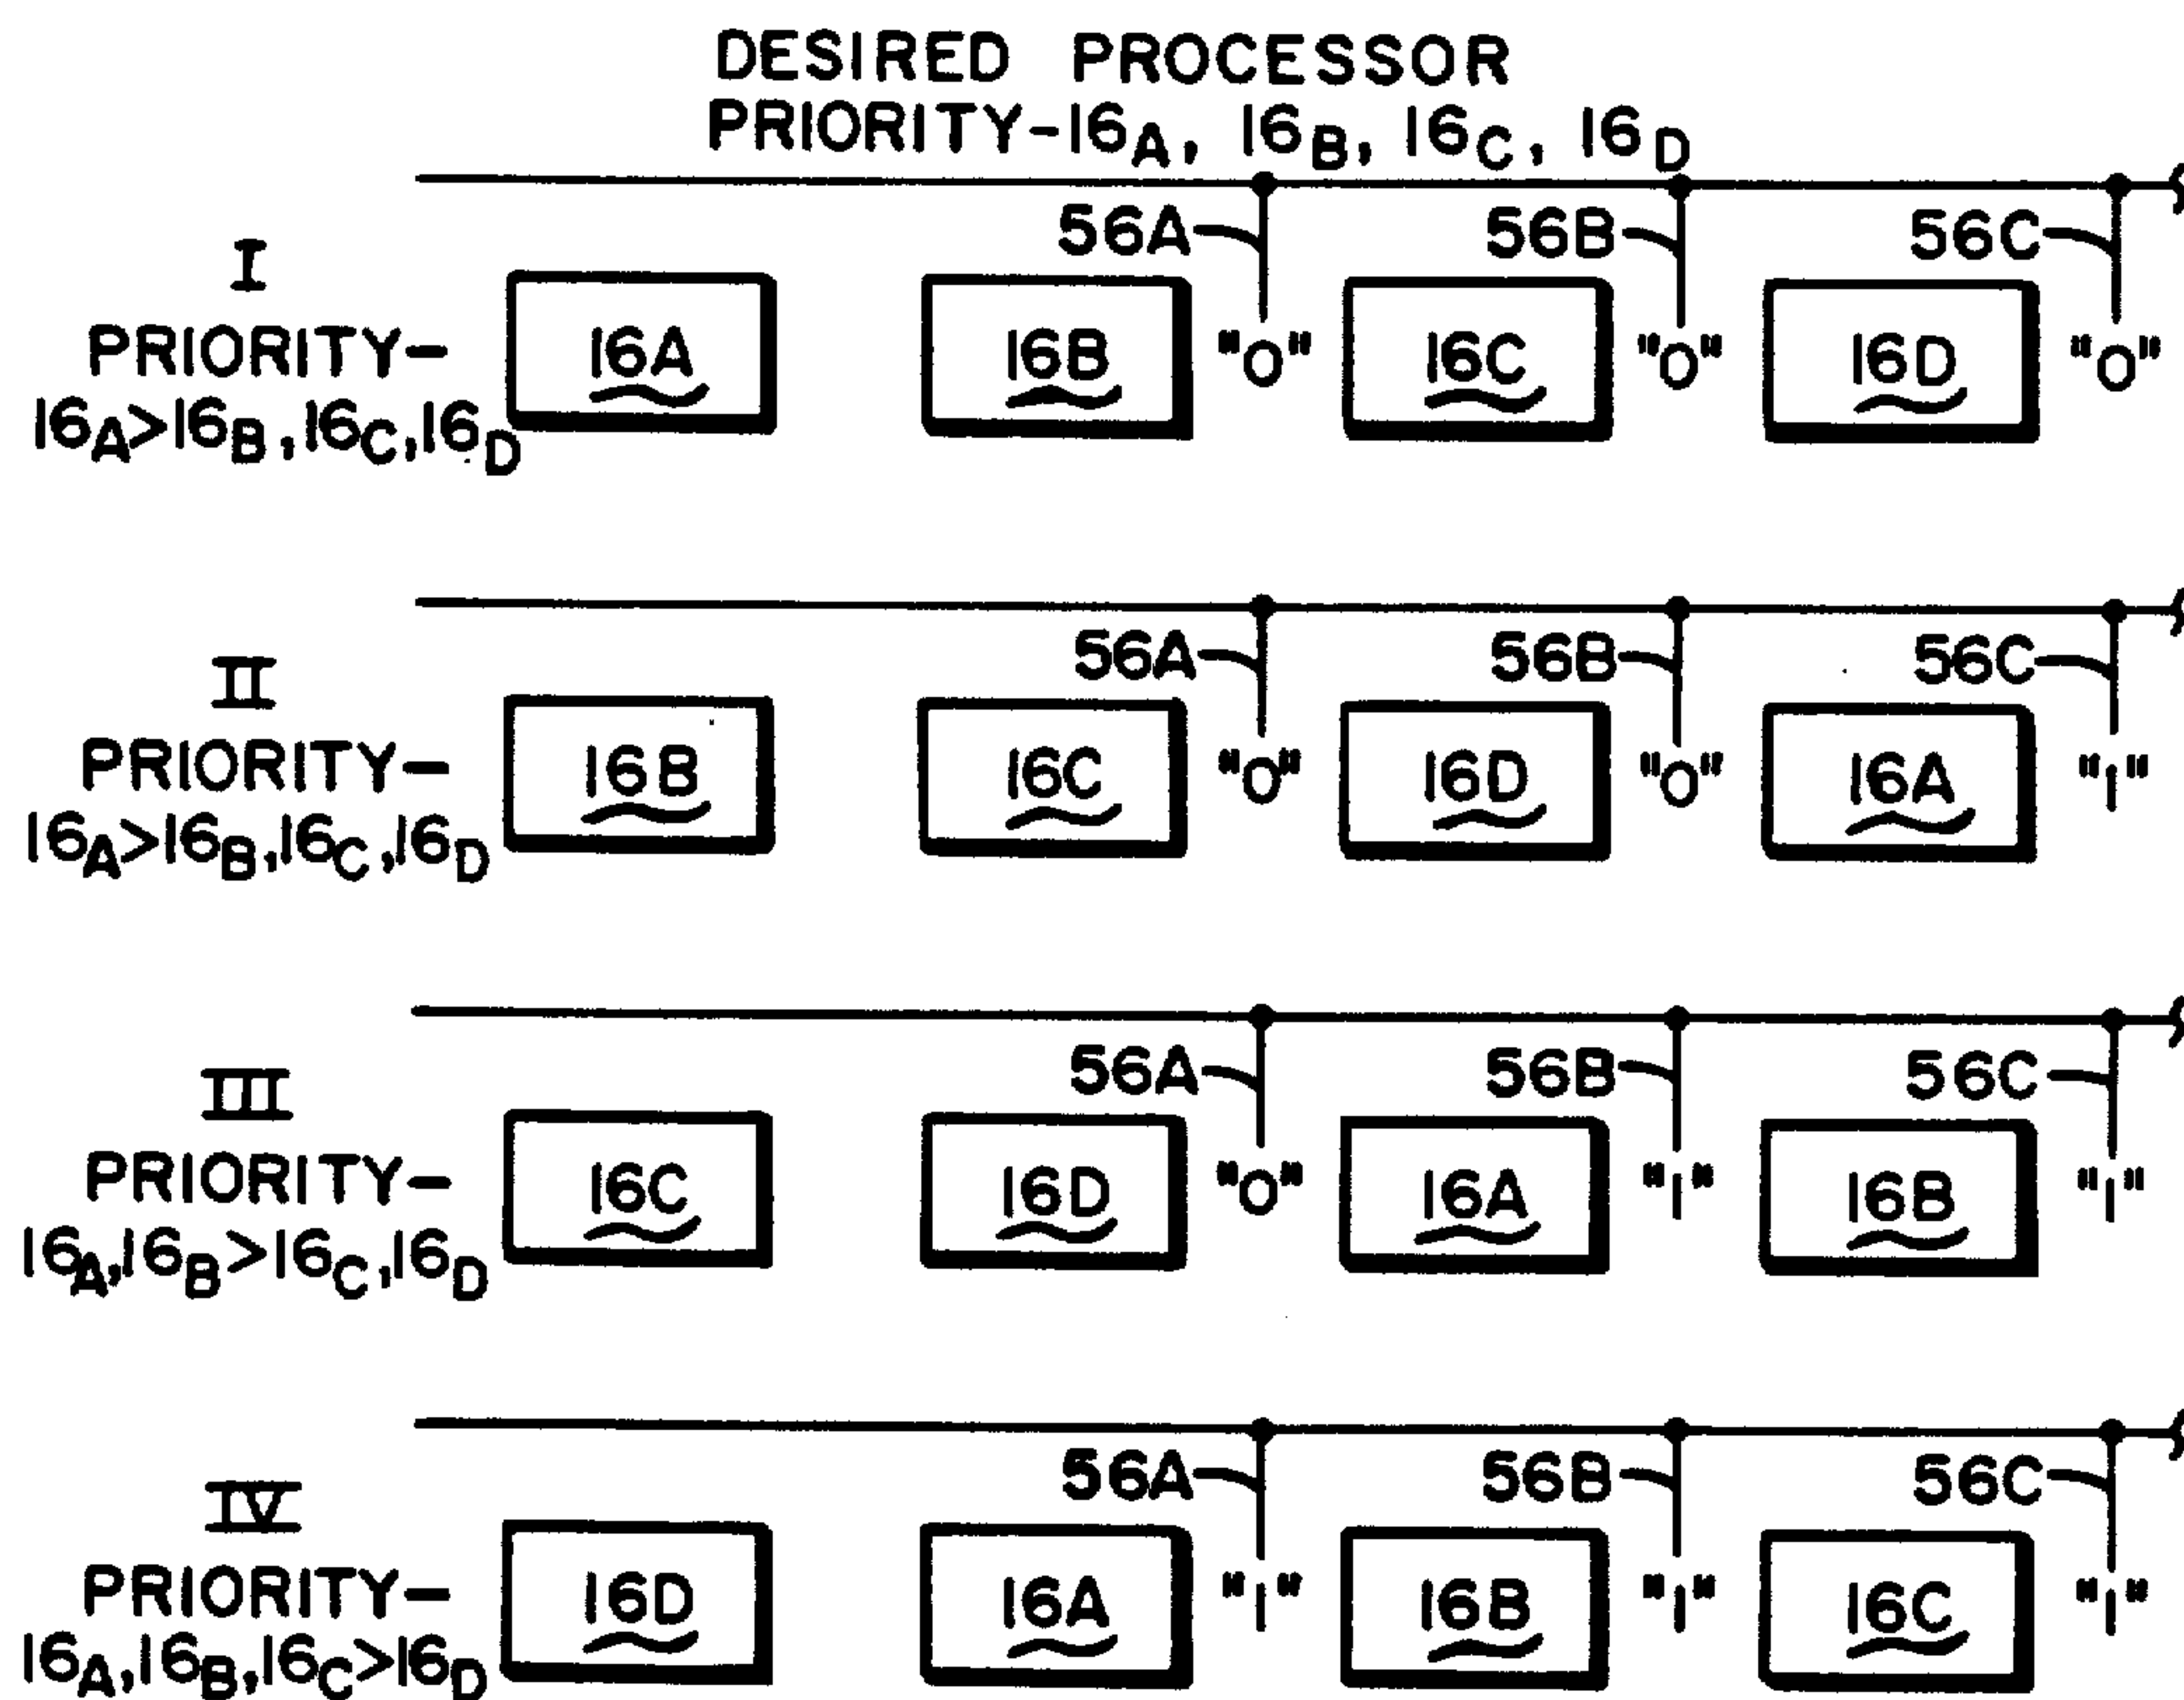 DESIRED PROCESSOR
PRIORITY-16A, 16B, 16C, 16D
56A 56B 56C
I
PRIORITY-
16A>16B,16C,16D
16A 16B "0" 16C "0" 16D "0"
56A 56B 56C
II
PRIORITY-
16A>16B,16C,16D
16B 16C "0" 16D "0" 16A "1"
56A 56B 56C
III
PRIORITY-
16A,16B>16C,16D
16C 16D "0" 16A "1" 16B "1"
56A 56B 56C
IV
PRIORITY-
16A,16B,16C>16D
16D 16A "1" 16B "1" 16C "1"